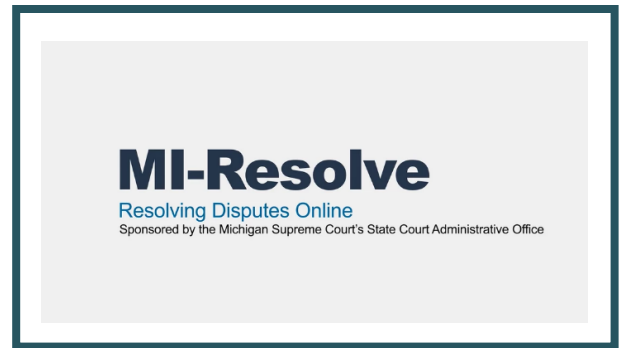 MI-Resolve
Resolving Disputes Online
Sponsored by the Michigan Supreme Court's State Court Administrative Office